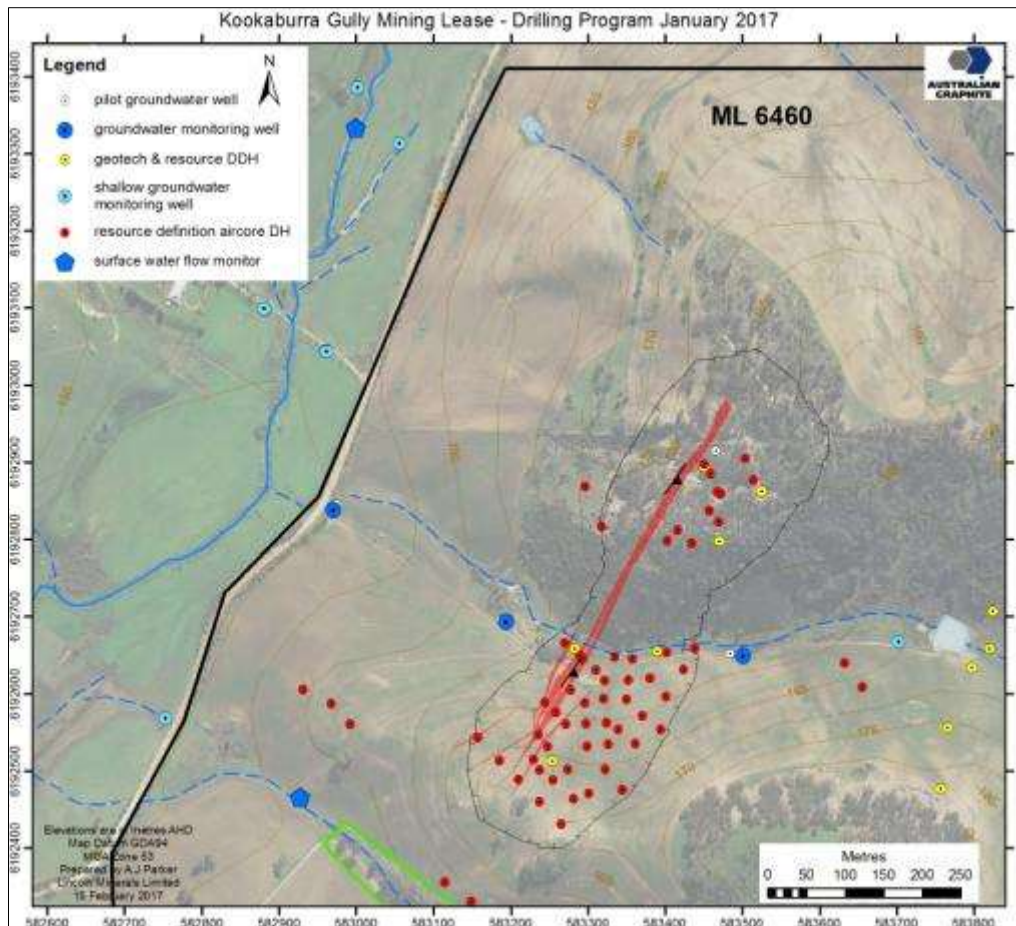 Kookaburra Gully Mining Lease - Drilling Program January 2017
Legend
N
pilot groundwater well
groundwater monitoring well
geotech & resource DDH
shallow groundwater
monitoring well
resource definition aircore DH
surface water flow monitor
AUSTRALIAN
GRAPHITE
ML 6460
6193400
6193300
6193200
6193100
6193000
6192900
6192800
6192700
6192600
6192500
6192400
170
Elevations are in metres AHD
Map Datum GDA94
MGA Zone 53
Prepared by A J Parker
Lincoln Minerals Limited
15 February 2017
Metres
0 50 100 150 200 250
582600 582700 582800 582900 583000 583100 583200 583300 583400 583500 583600 583700 583800